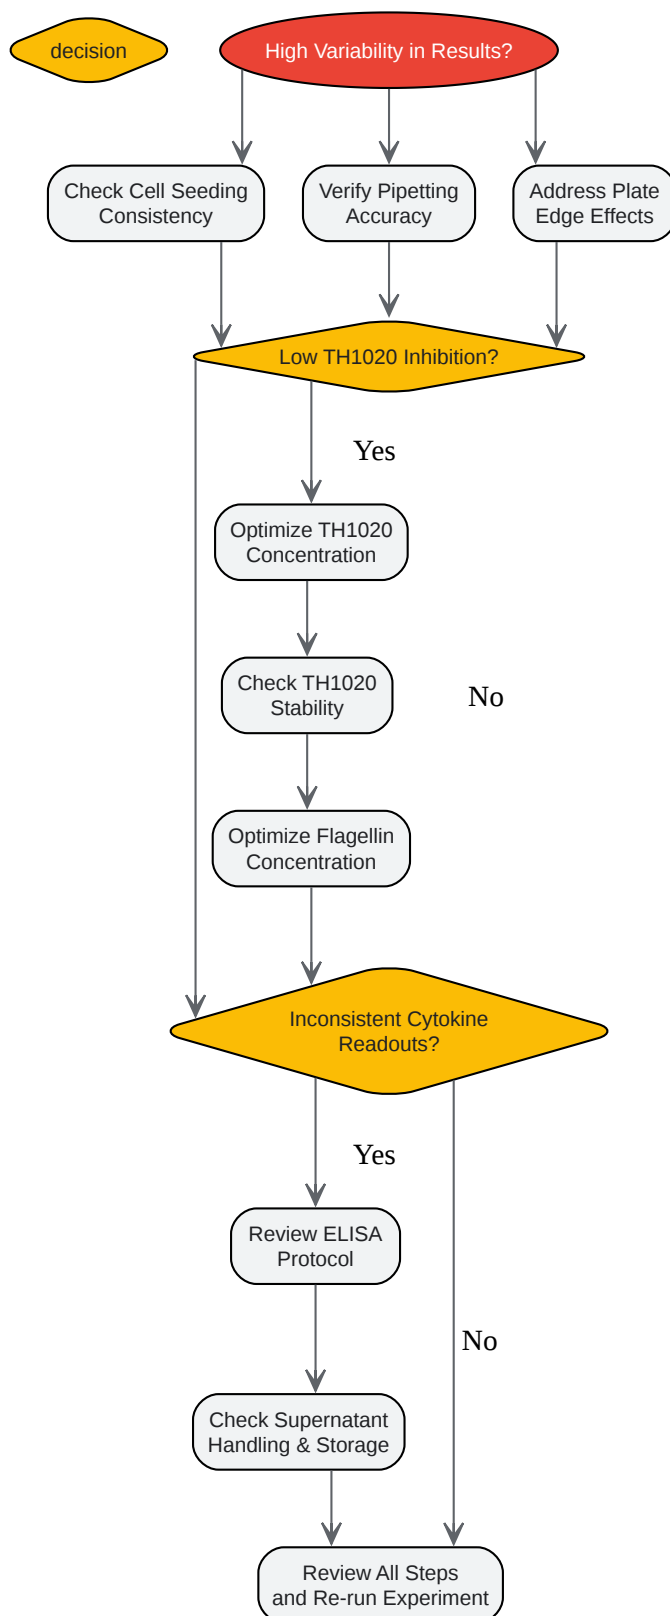 decision
High Variability in Results?
Check Cell Seeding
Consistency
Verify Pipetting
Accuracy
Address Plate
Edge Effects
Low TH1020 Inhibition?
Yes
Optimize TH1020
Concentration
Check TH1020
Stability
No
Optimize Flagellin
Concentration
Inconsistent Cytokine
Readouts?
Yes
Review ELISA
Protocol
No
Check Supernatant
Handling & Storage
Review All Steps
and Re-run Experiment